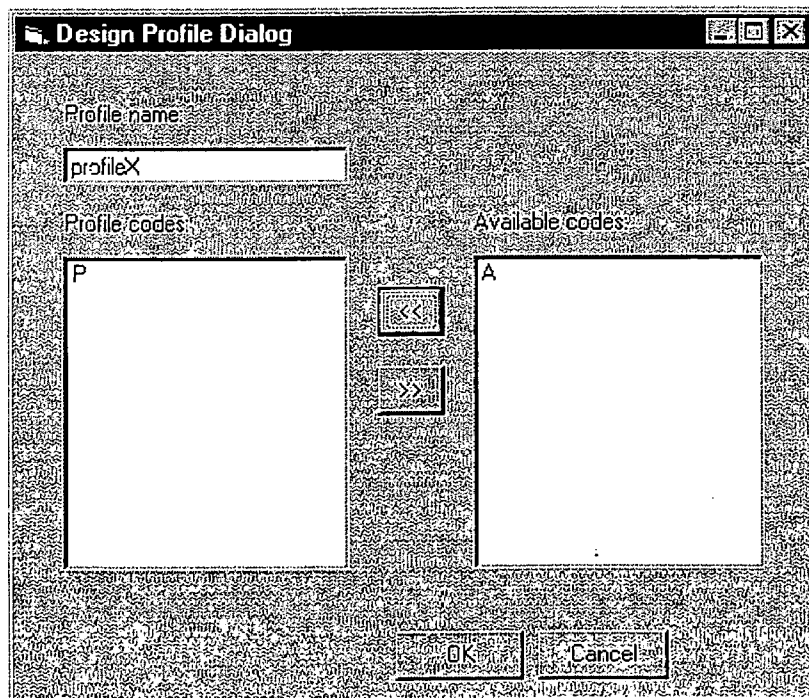 Design Profile Dialog
Profile name:
profileX
Profile codes:
Available codes:
P
A
<<
>>
OK
Cancel